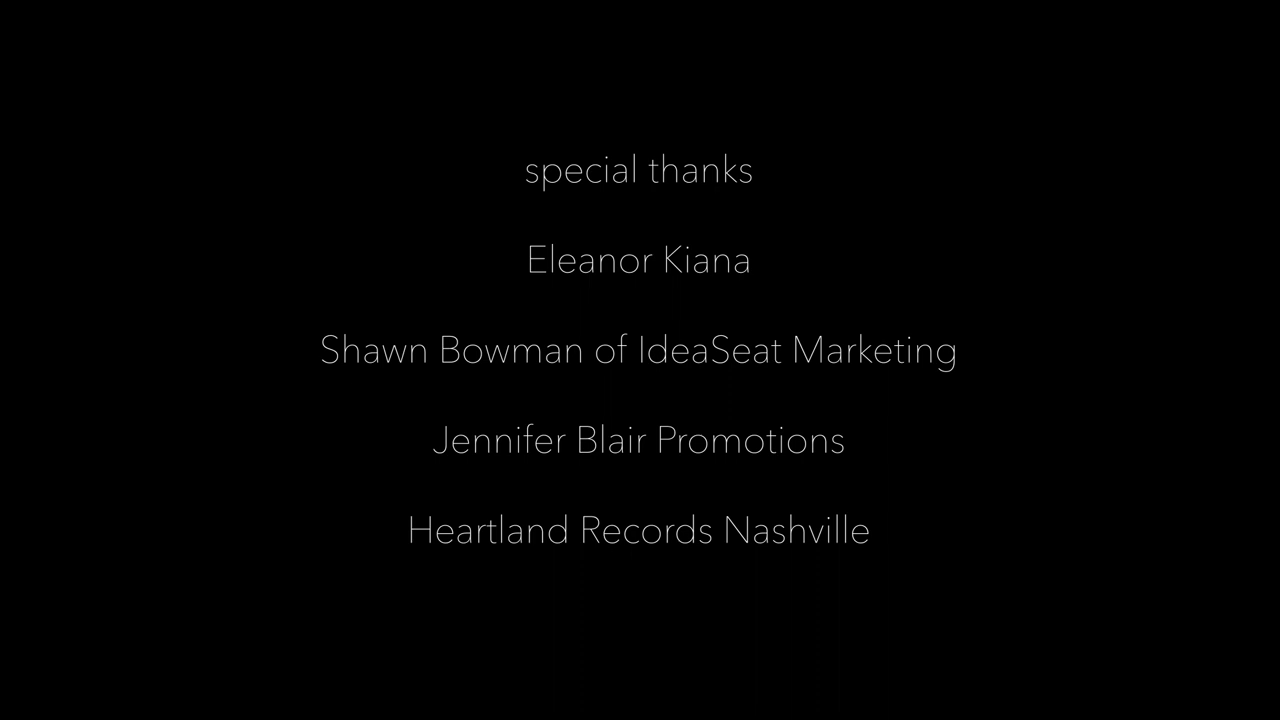 special thanks
Eleanor Kiana
Shawn Bowman of IdeaSeat Marketing
Jennifer Blair Promotions
Heartland Records Nashville